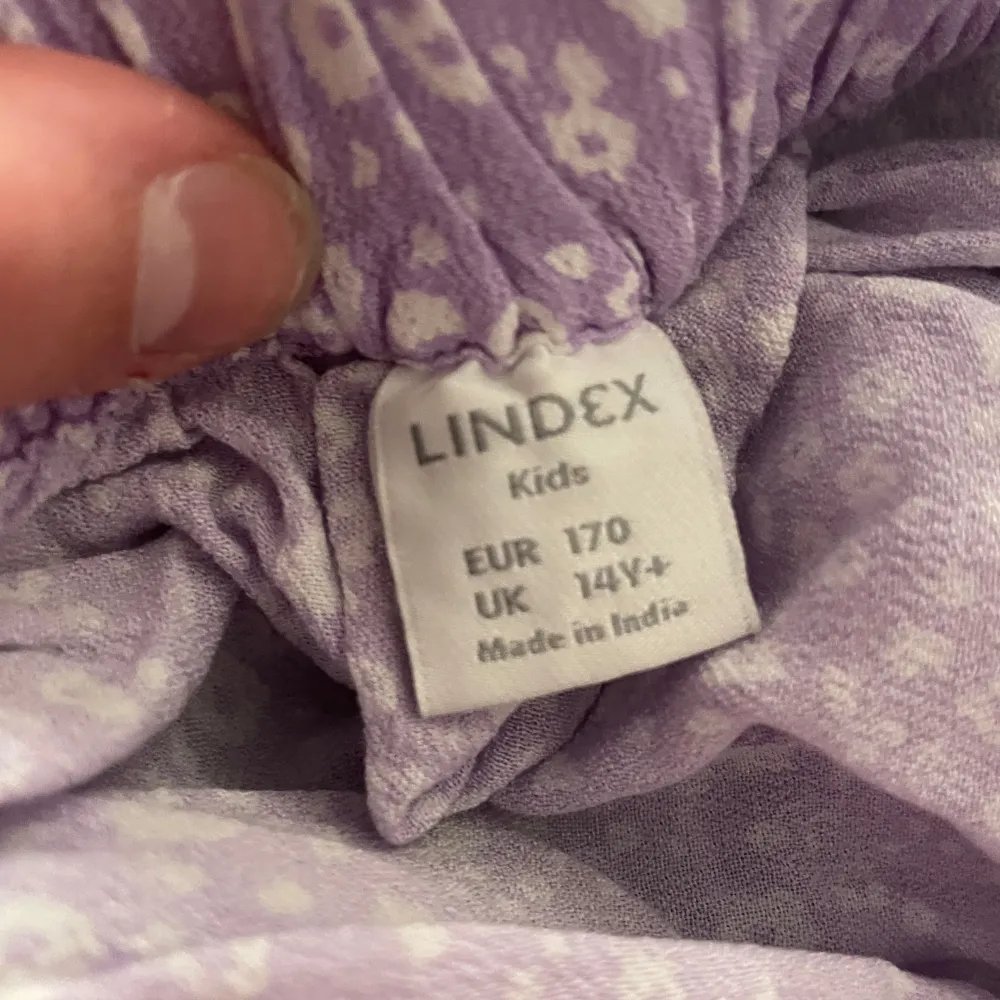 LINDEX
Kids
EUR 170
UK 14Y+
Made in India